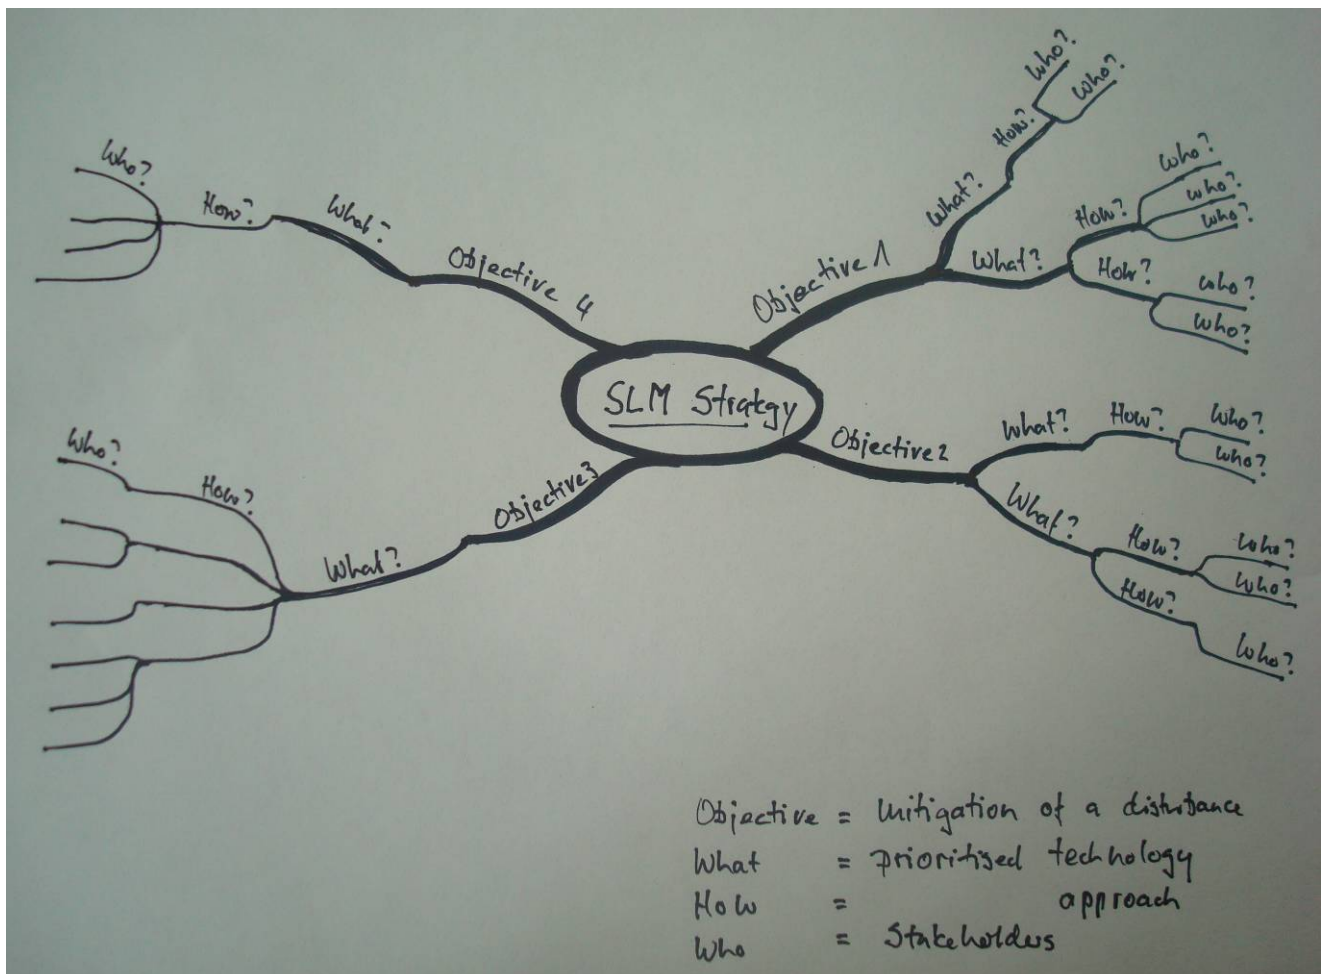 SLM Strategy
Objective 1
What?
How?
Who?
Who?
What?
How?
Who?
Who?
Who?
How?
Who?
Who?
Objective 2
What?
How?
Who?
Who?
What?
How?
Who?
Who?
How?
Who?
Objective 3
What?
How?
Who?
Objective 4
What?
How?
Who?
Objective = Mitigation of a distubance
What = prioritised technology
How = approach
Who = Stakeholders